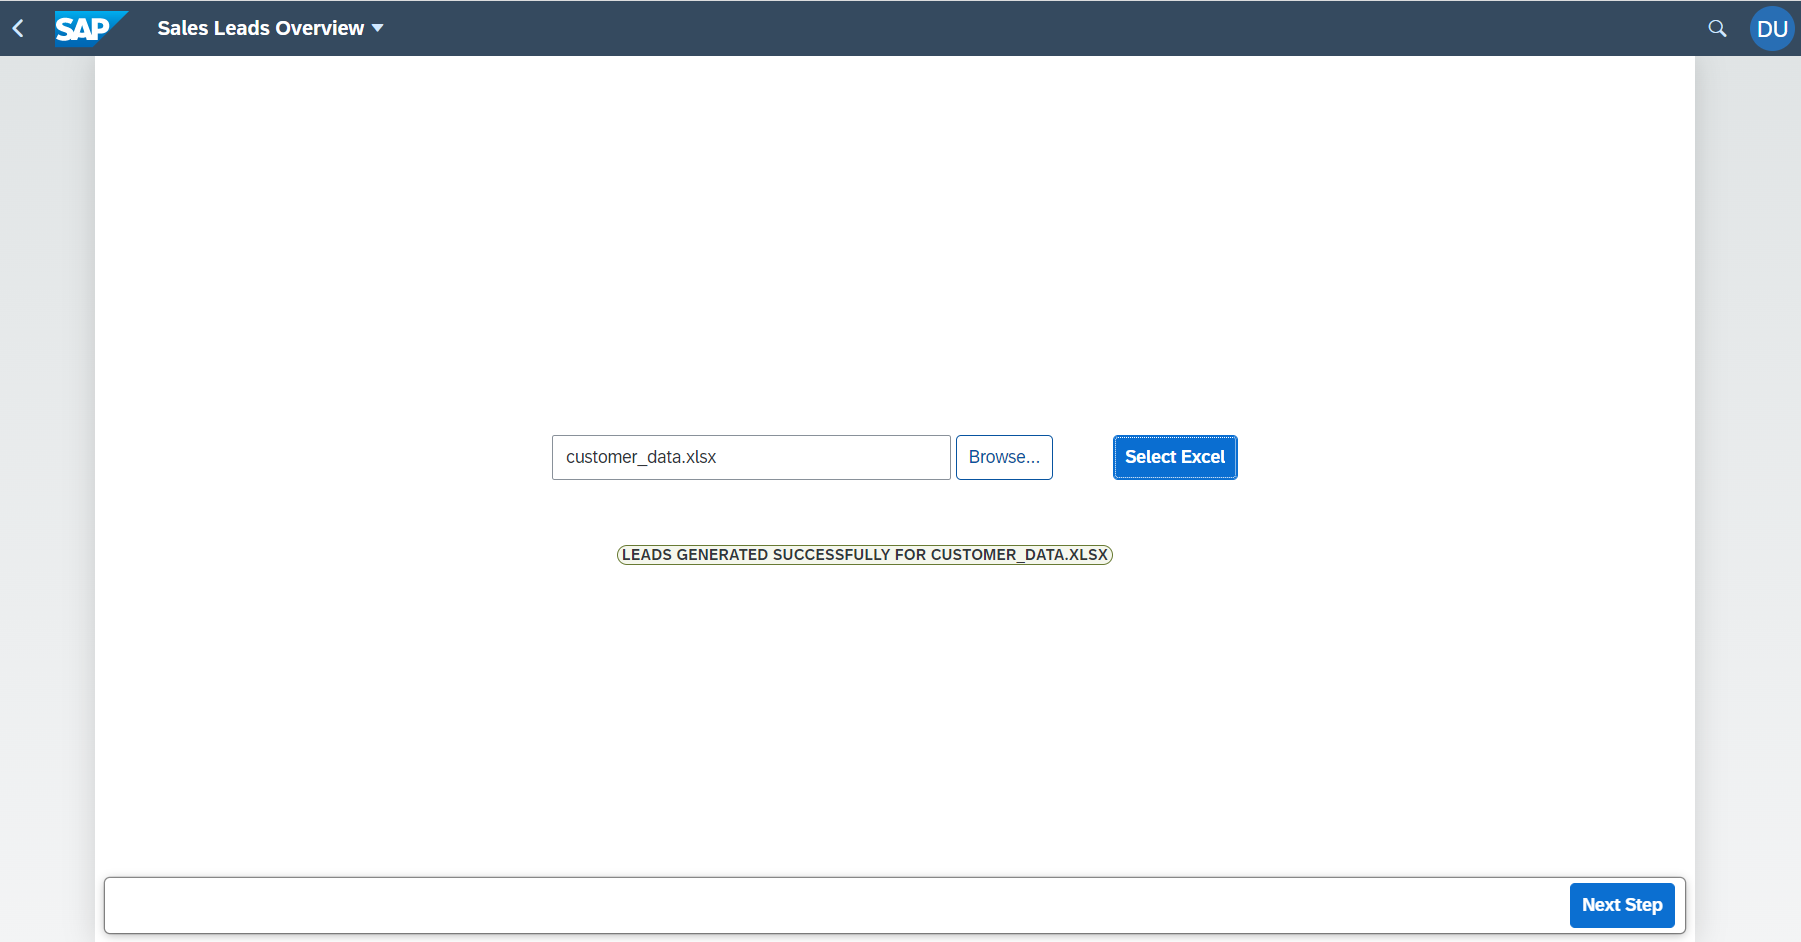 SAP Sales Leads Overview DU
customer_data.xlsx Browse... Select Excel
LEADS GENERATED SUCCESSFULLY FOR CUSTOMER_DATA.XLSX
Next Step